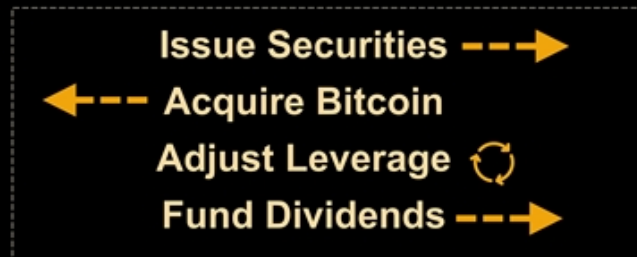 Issue Securities
Acquire Bitcoin
Adjust Leverage
Fund Dividends